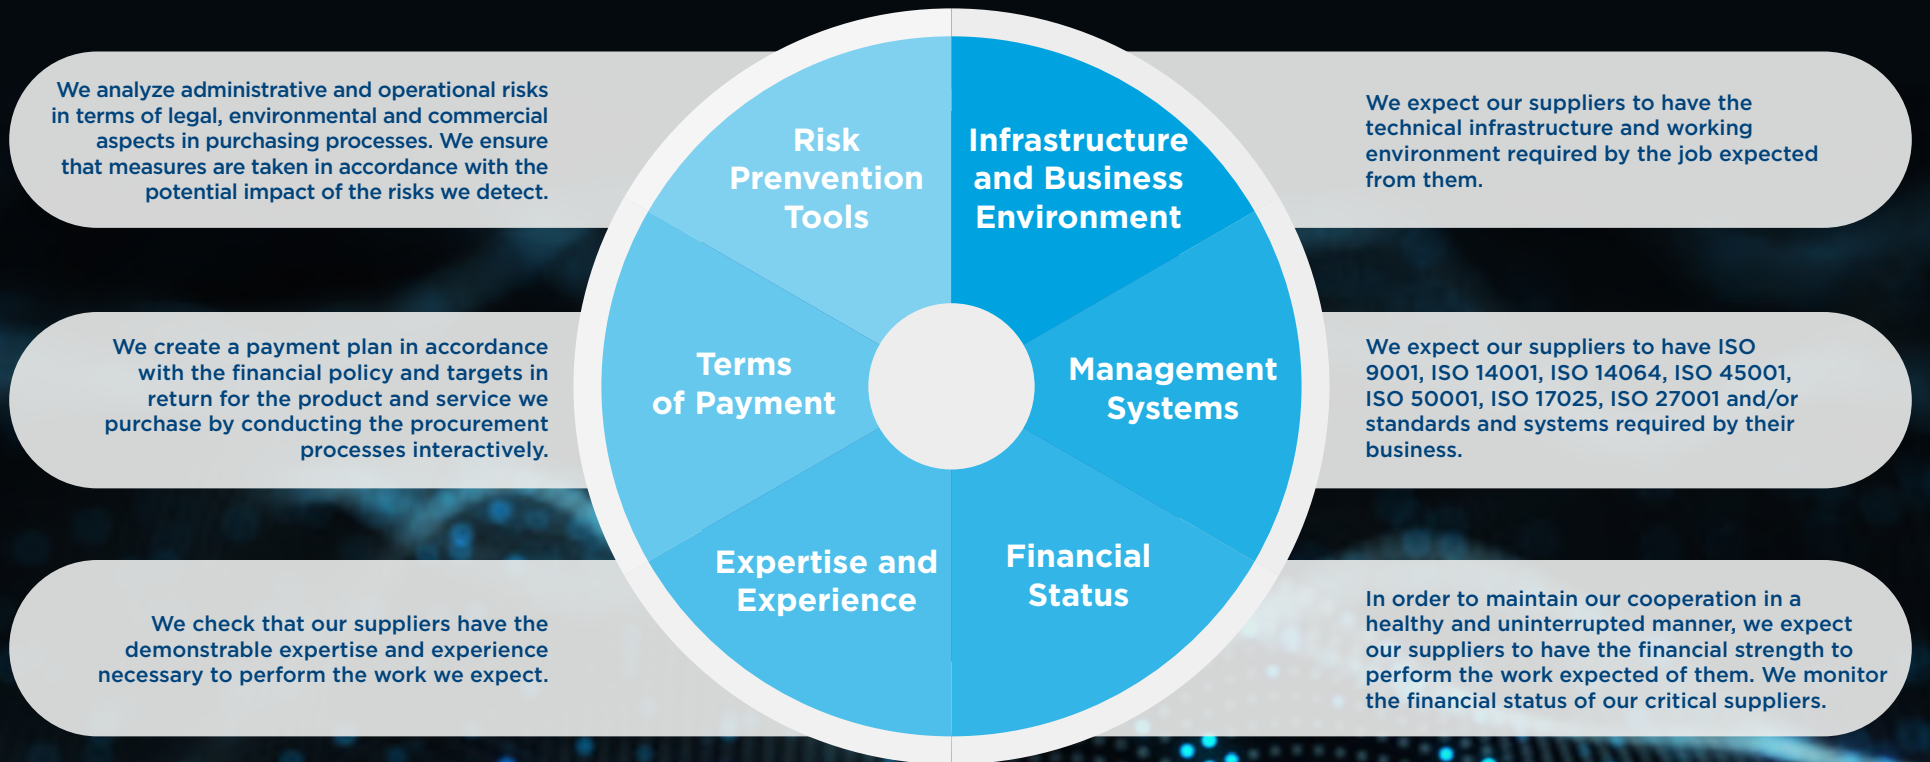 We analyze administrative and operational risks
in terms of legal, environmental and commercial
aspects in purchasing processes. We ensure
that measures are taken in accordance with the
potential impact of the risks we detect.
Risk
Prenvention
Tools
Infrastructure
and Business
Environment
We expect our suppliers to have the
technical infrastructure and working
environment required by the job expected
from them.
We create a payment plan in accordance
with the financial policy and targets in
return for the product and service we
purchase by conducting the procurement
processes interactively.
Terms
of Payment
Management
Systems
We expect our suppliers to have ISO
9001, ISO 14001, ISO 14064, ISO 45001,
ISO 50001, ISO 17025, ISO 27001 and/or
standards and systems required by their
business.
We check that our suppliers have the
demonstrable expertise and experience
necessary to perform the work we expect.
Expertise and
Experience
Financial
Status
In order to maintain our cooperation in a
healthy and uninterrupted manner, we expect
our suppliers to have the financial strength to
perform the work expected of them. We monitor
the financial status of our critical suppliers.